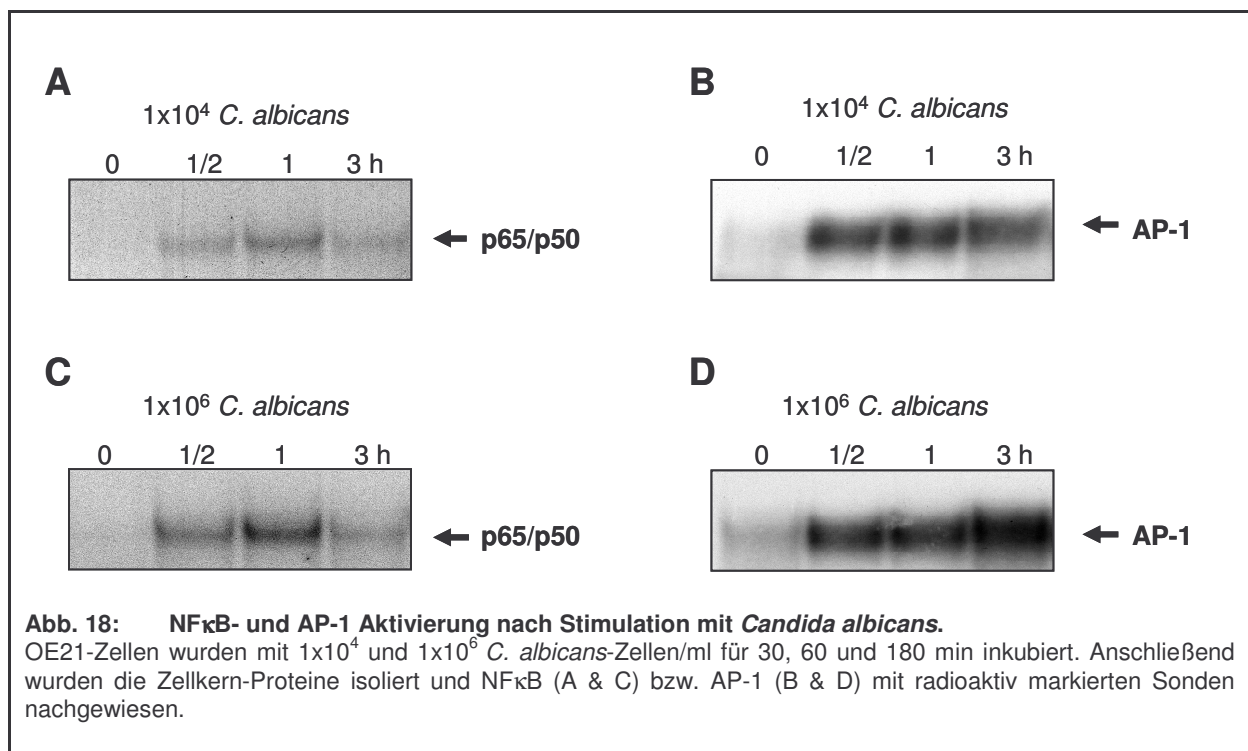 A
1x10⁴ C. albicans
0 1/2 1 3 h
p65/p50
B
1x10⁴ C. albicans
0 1/2 1 3 h
AP-1
C
1x10⁶ C. albicans
0 1/2 1 3 h
p65/p50
D
1x10⁶ C. albicans
0 1/2 1 3 h
AP-1
Abb. 18: NFκB- und AP-1 Aktivierung nach Stimulation mit Candida albicans.
OE21-Zellen wurden mit 1x10⁴ und 1x10⁶ C. albicans-Zellen/ml für 30, 60 und 180 min inkubiert. Anschließend
wurden die Zellkern-Proteine isoliert und NFκB (A & C) bzw. AP-1 (B & D) mit radioaktiv markierten Sonden
nachgewiesen.